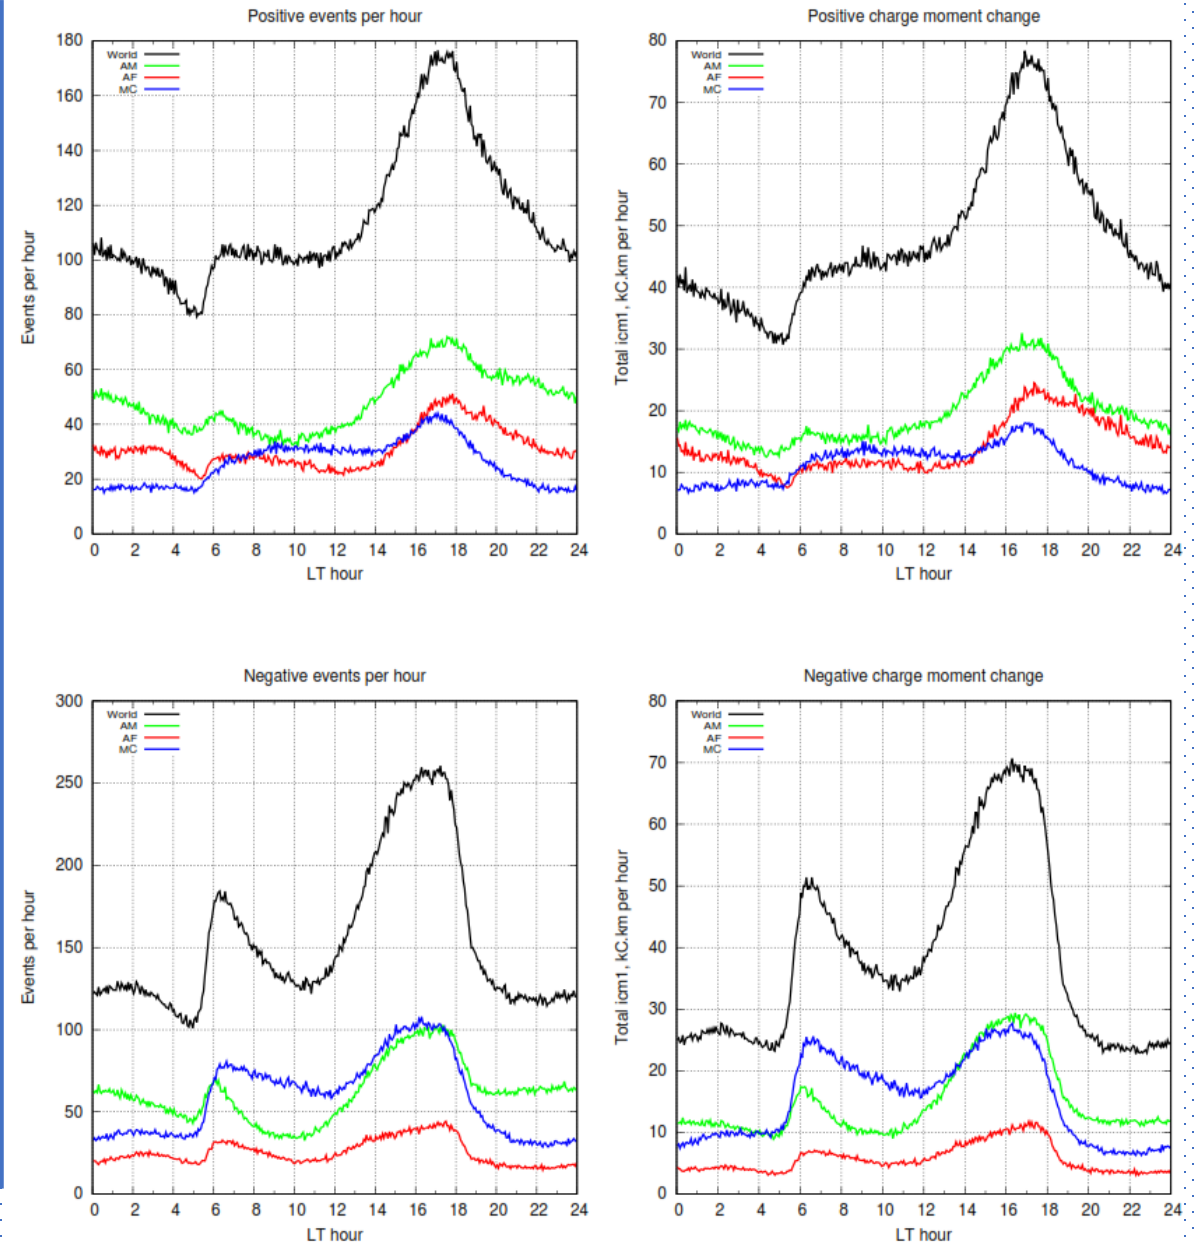 Positive events per hour
180
160
140
120
100
80
60
40
20
0
World
AM
AF
MC
Events per hour
0 2 4 6 8 10 12 14 16 18 20 22 24
LT hour
Positive charge moment change
80
70
60
50
40
30
20
10
0
World
AM
AF
MC
Total icm1, kC.km per hour
0 2 4 6 8 10 12 14 16 18 20 22 24
LT hour
Negative events per hour
300
250
200
150
100
50
0
World
AM
AF
MC
Events per hour
0 2 4 6 8 10 12 14 16 18 20 22 24
LT hour
Negative charge moment change
80
70
60
50
40
30
20
10
0
World
AM
AF
MC
Total icm1, kC.km per hour
0 2 4 6 8 10 12 14 16 18 20 22 24
LT hour